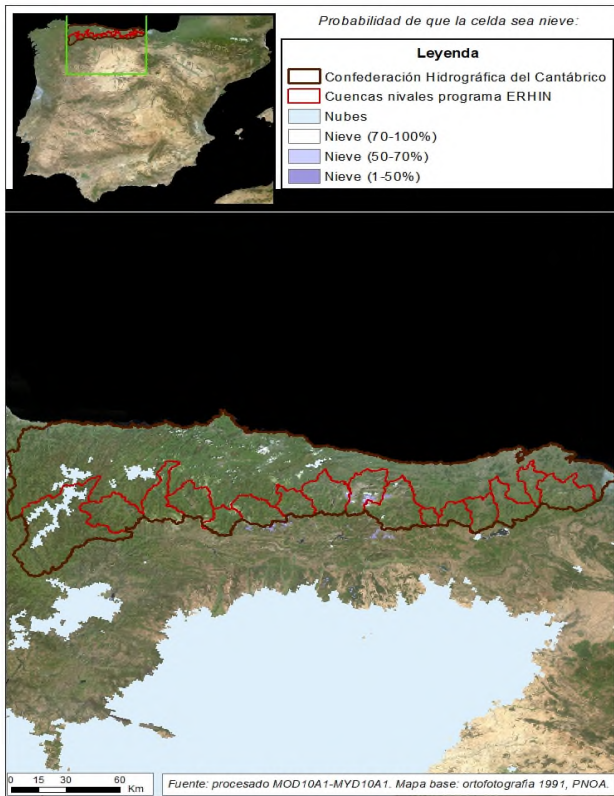 Probabilidad de que la celda sea nieve:
Leyenda
Confederación Hidrográfica del Cantábrico
Cuencas nivales programa ERHIN
Nubes
Nieve (70-100%)
Nieve (50-70%)
Nieve (1-50%)
0 15 30 60
Km
Fuente: procesado MOD10A1-MYD10A1. Mapa base: ortofotografia 1991, PNOA.